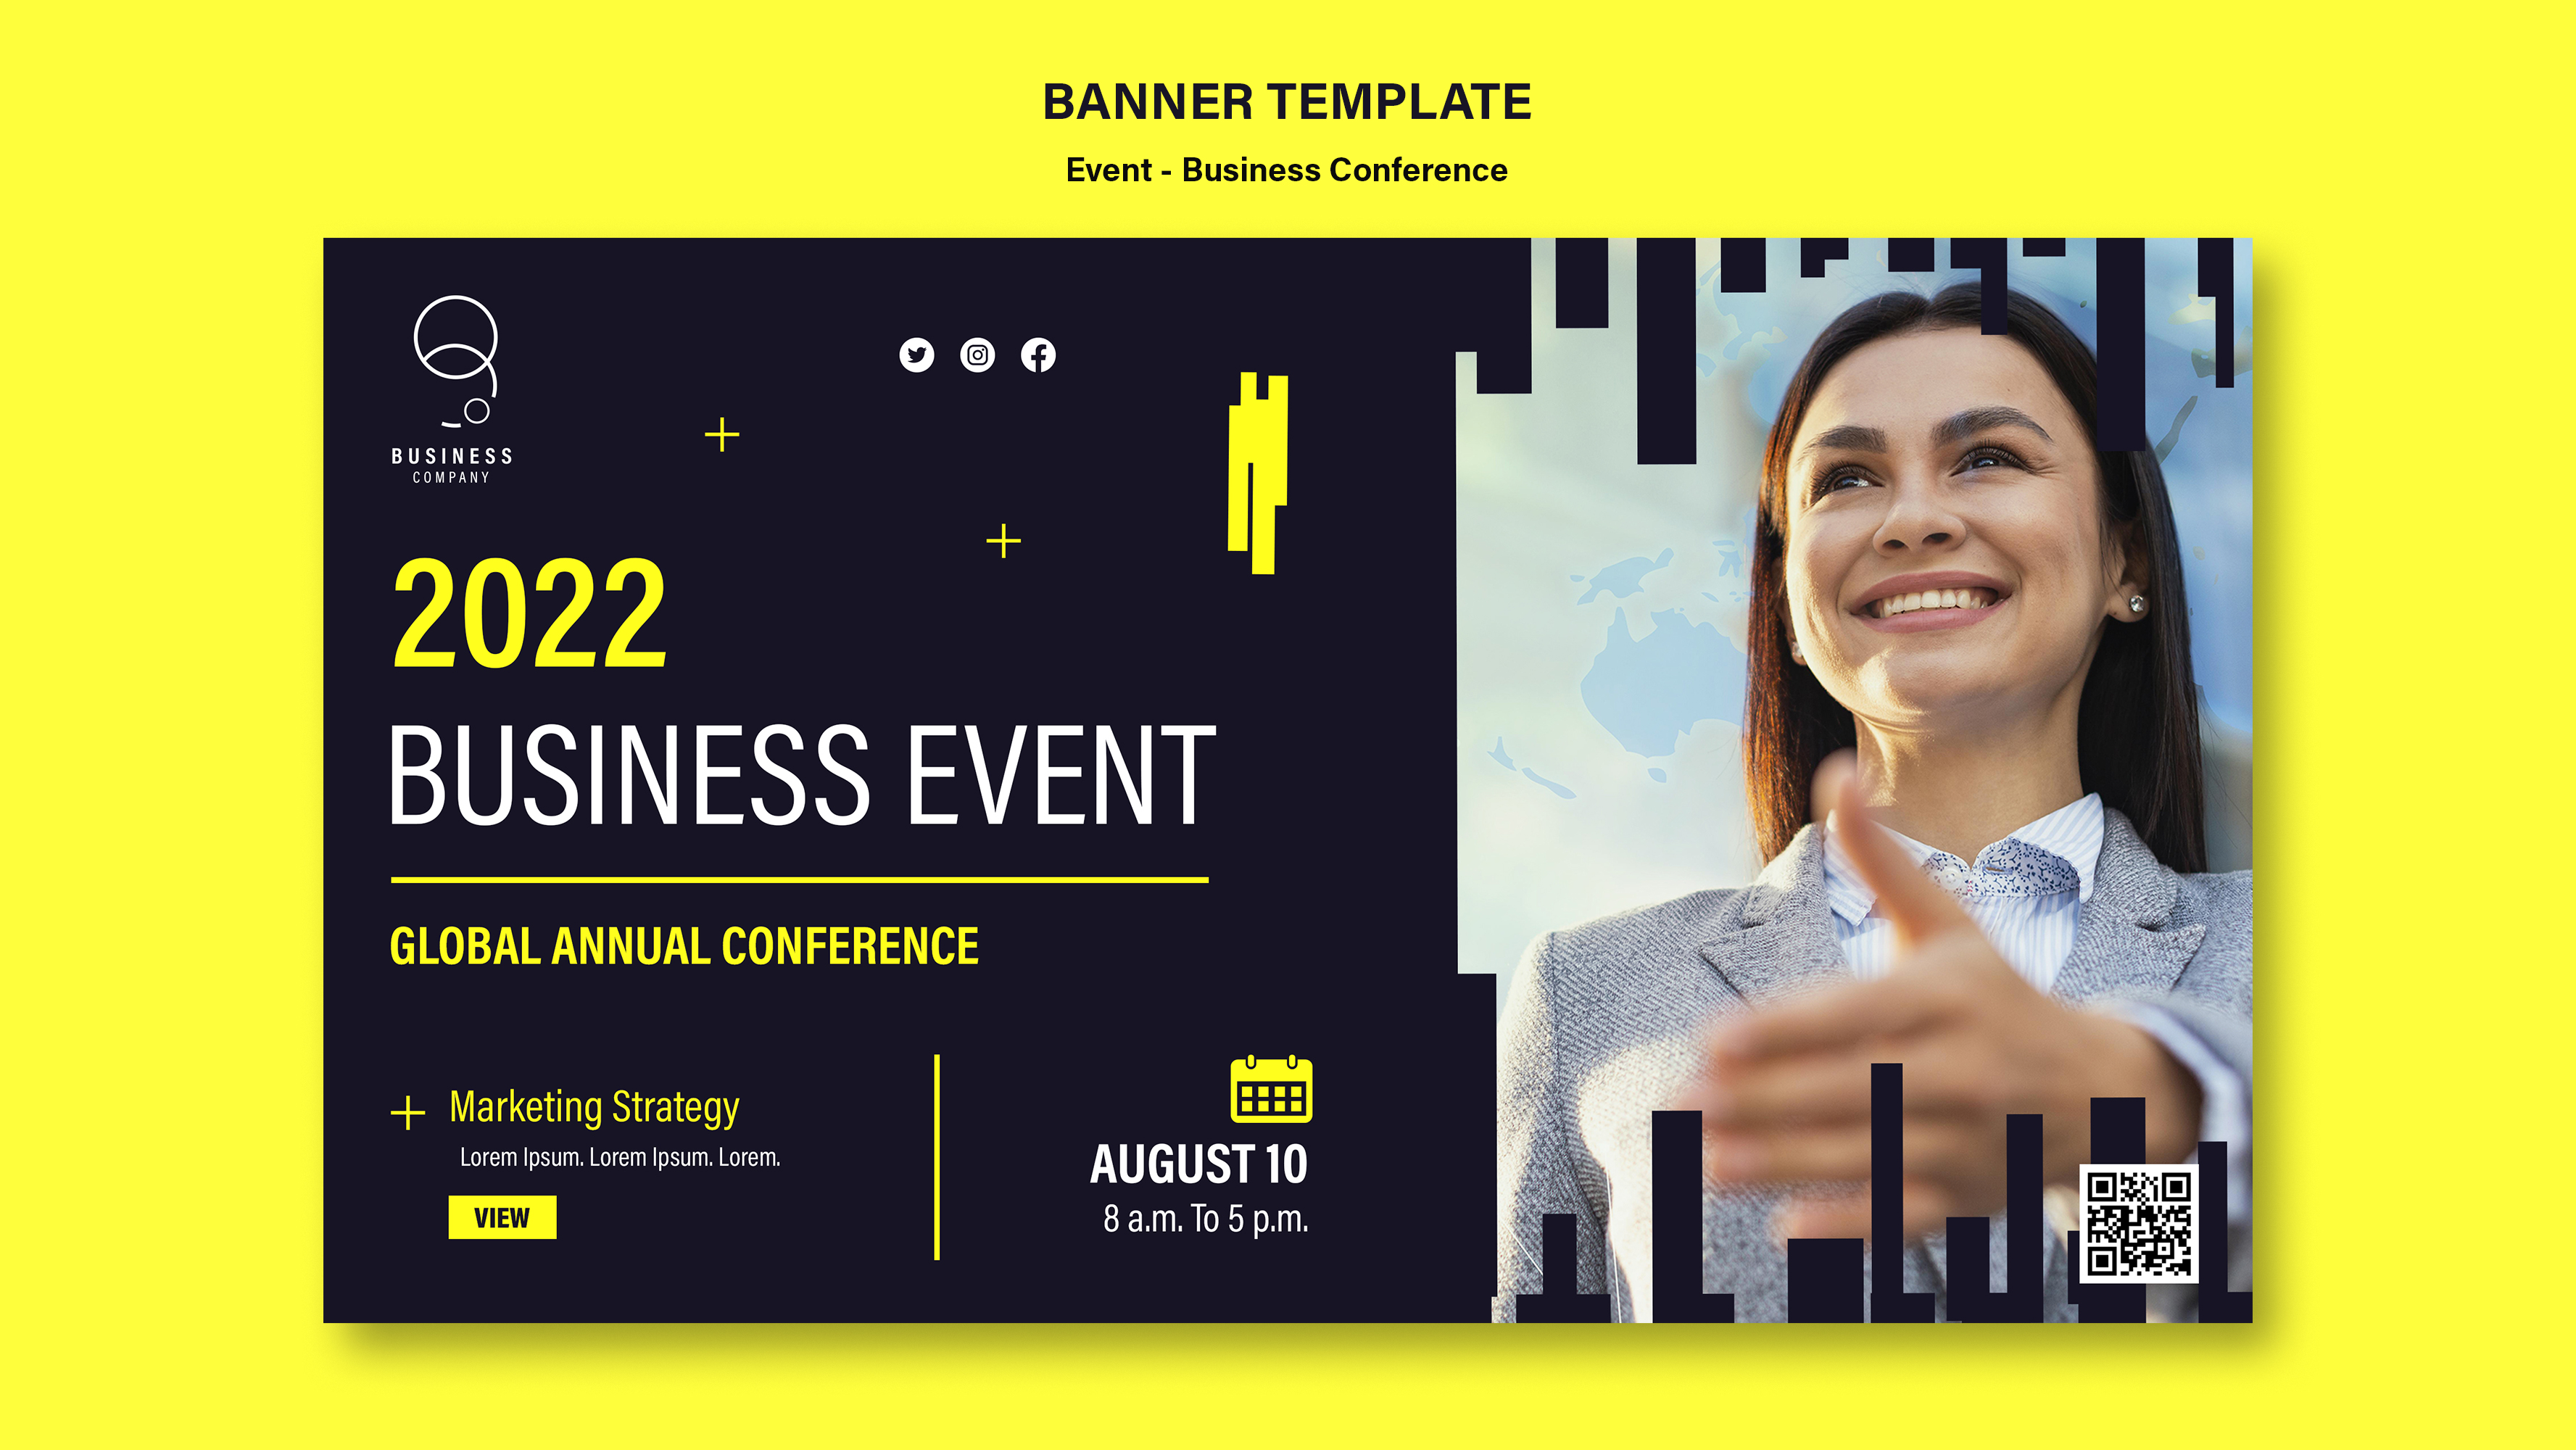 BANNER TEMPLATE
Event - Business Conference
BUSINESS
COMPANY
2022
BUSINESS EVENT
GLOBAL ANNUAL CONFERENCE
Marketing Strategy
Lorem Ipsum. Lorem Ipsum. Lorem.
VIEW
AUGUST 10
8 a.m. To 5 p.m.